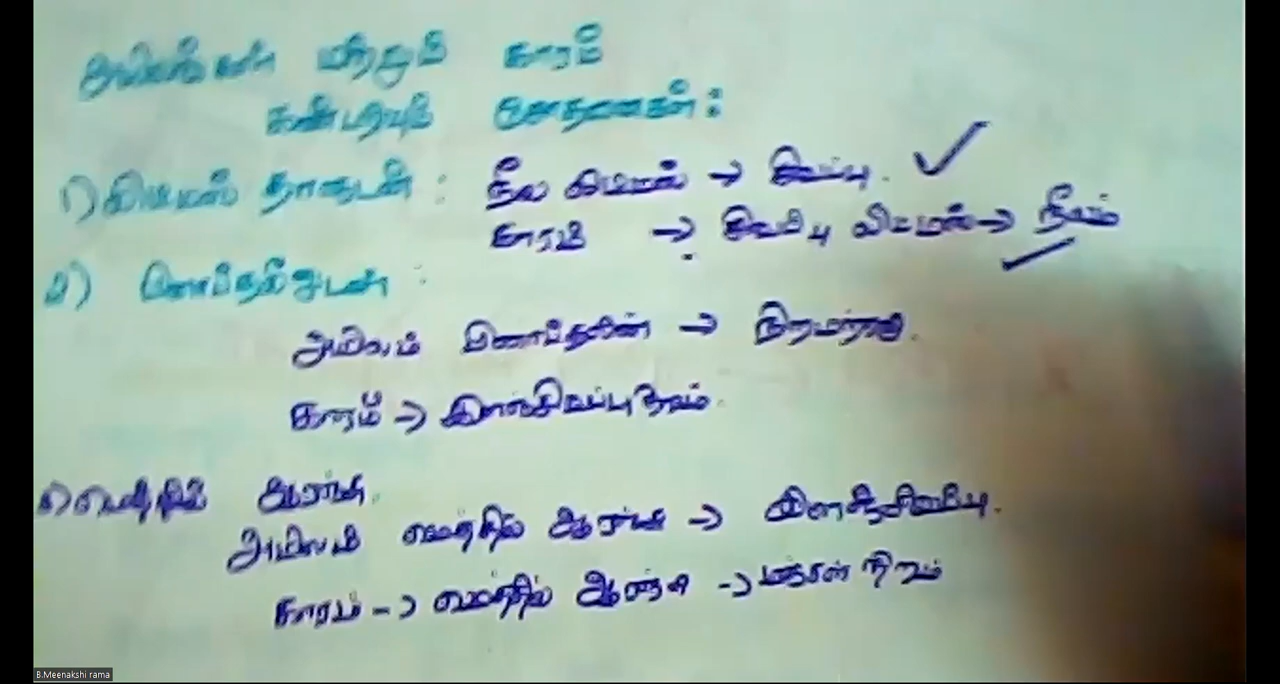 அமிலங்கள் மற்றும் காரம்
கண்டறியும் சோதனைகள் :
1) லிட்மஸ் தாளுடன் : நீல லிட்மஸ் → சிவப்பு.
காரம் → சிவப்பு லிட்மஸ் → நீலம்
2) பினாப்தலீனுடன் :
அமிலம் பினாப்தலின் → நிறமற்றது.
காரம் → இளஞ்சிவப்பு நிறம்.
மெத்தில் ஆரஞ்சு.
அமிலம் மெத்தில் ஆரஞ்சு → இளஞ்சிவப்பு.
காரம் → மெத்தில் ஆரஞ்சு → மஞ்சள் நிறம்
B.Meenakshi rama